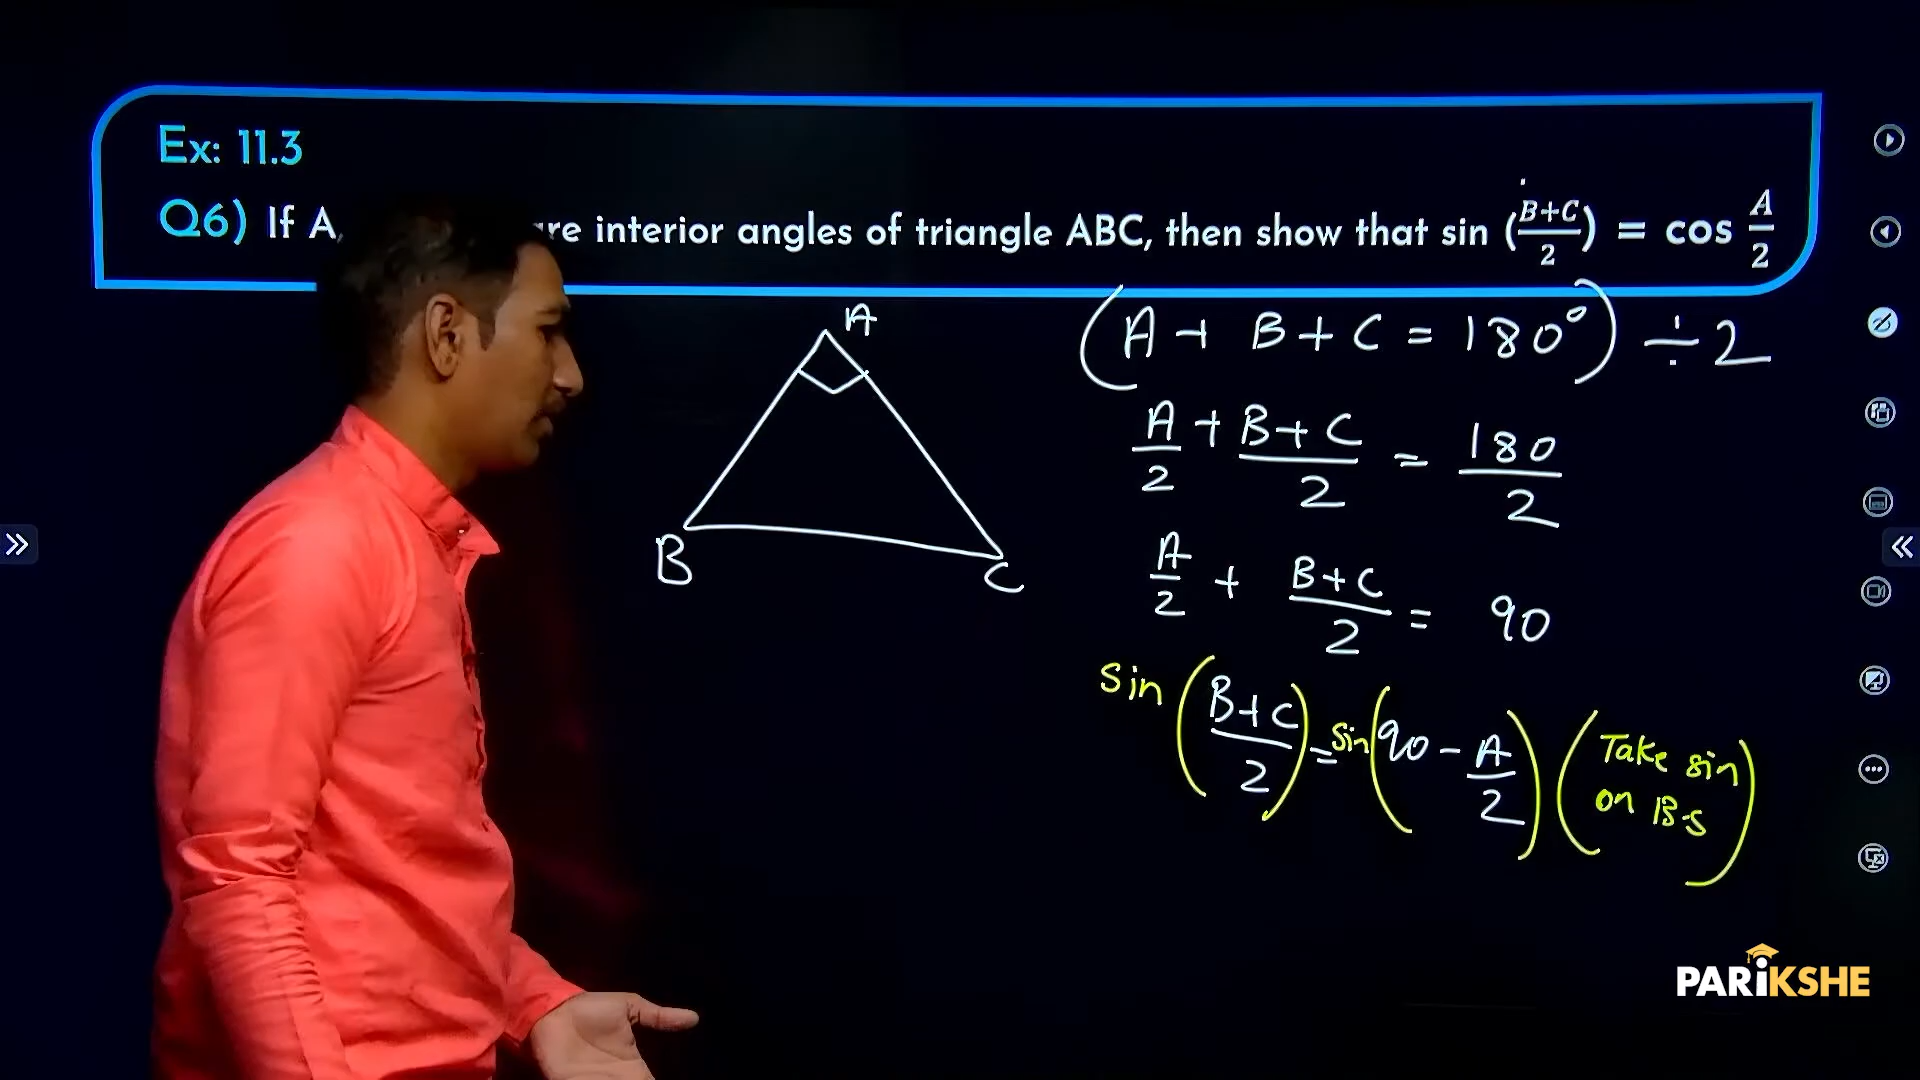 Ex: 11.3
Q6) If A, are interior angles of triangle ABC, then show that sin (B+C/2) = cos A/2
A
B
C
(A + B + C = 180°) ÷ 2
A/2 + B+C/2 = 180/2
A/2 + B+C/2 = 90
sin (B+C/2) = sin (90 - A/2) (Take sin
on B.S)
PARiKSHE